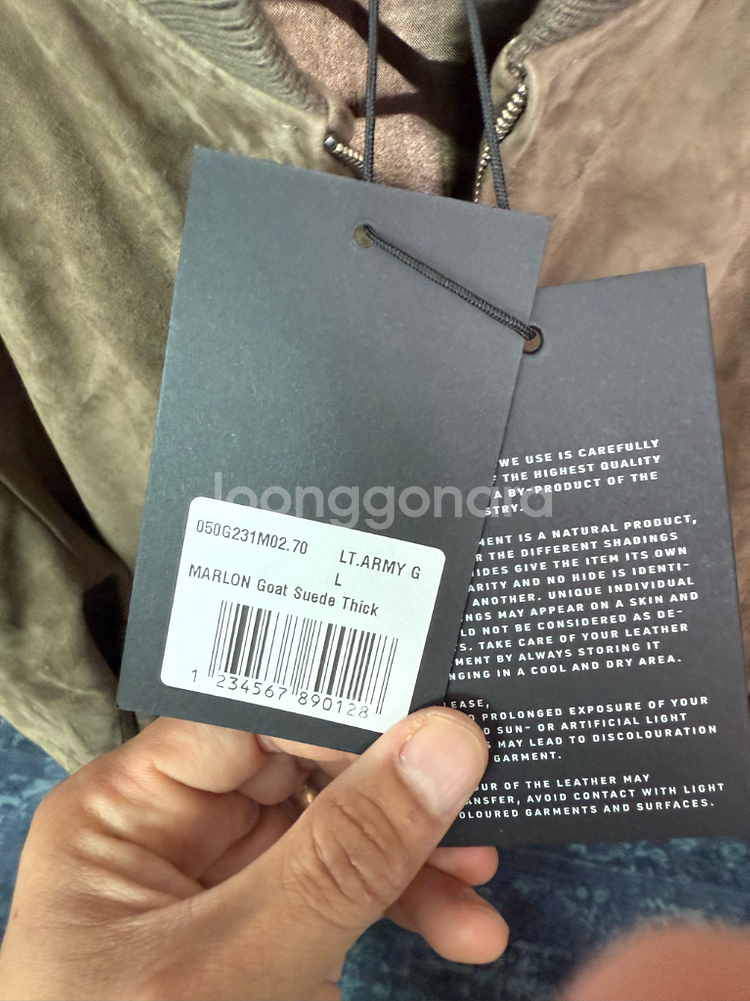 loonggonara
050G231M02.70 LT.ARMY G
L
MARLON Goat Suede Thick
1 234567 890128
WE USE IS CAREFULLY
THE HIGHEST QUALITY
A BY-PRODUCT OF THE
STRY.
MENT IS A NATURAL PRODUCT,
R THE DIFFERENT SHADINGS
IDES GIVE THE ITEM ITS OWN
ARITY AND NO HIDE IS IDENTI-
ANOTHER. UNIQUE INDIVIDUAL
NGS MAY APPEAR ON A SKIN AND
LD NOT BE CONSIDERED AS DE-
S. TAKE CARE OF YOUR LEATHER
MENT BY ALWAYS STORING IT
NGING IN A COOL AND DRY AREA.
LEASE,
D PROLONGED EXPOSURE OF YOUR
O SUN- OR ARTIFICIAL LIGHT
S MAY LEAD TO DISCOLOURATION
GARMENT.
OUR OF THE LEATHER MAY
ANSFER, AVOID CONTACT WITH LIGHT
OLOURED GARMENTS AND SURFACES.